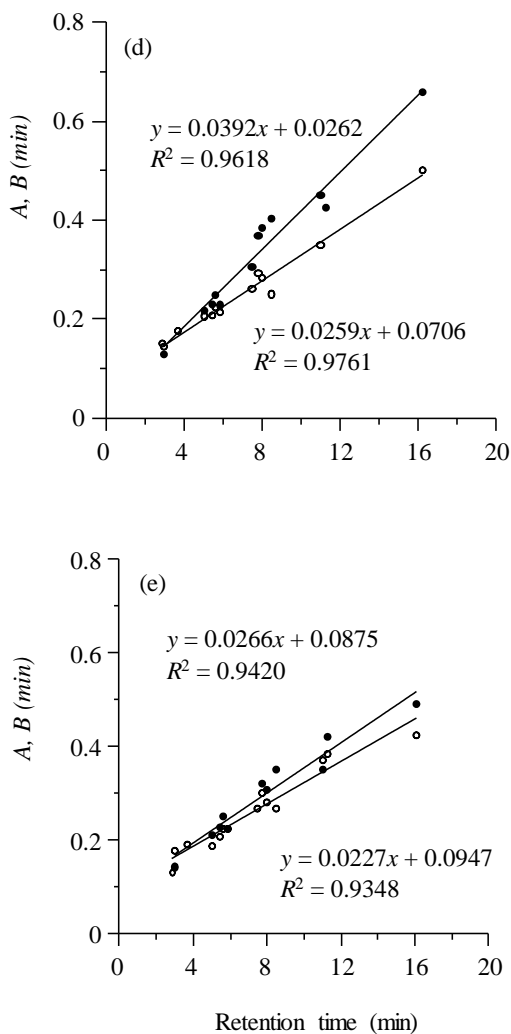 0.8
(d)
0.6
y = 0.0392x + 0.0262
R² = 0.9618
A, B (min)
0.4
0.2
y = 0.0259x + 0.0706
R² = 0.9761
0
0 4 8 12 16 20
0.8
(e)
y = 0.0266x + 0.0875
R² = 0.9420
0.6
A, B (min)
0.4
0.2
y = 0.0227x + 0.0947
R² = 0.9348
0
0 4 8 12 16 20
Retention time (min)